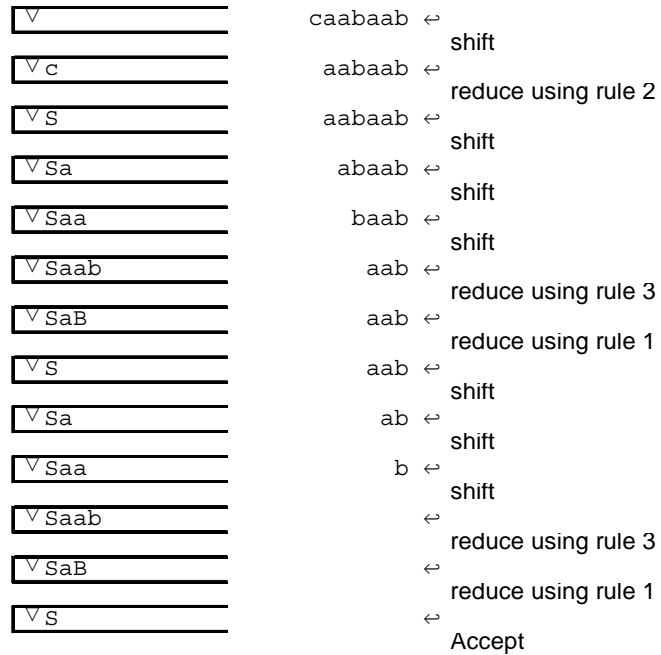 ▽ caabaab ↩
shift
▽ c aabaab ↩
reduce using rule 2
▽ S aabaab ↩
shift
▽ Sa abaab ↩
shift
▽ Saa baab ↩
shift
▽ Saab aab ↩
reduce using rule 3
▽ SaB aab ↩
reduce using rule 1
▽ S aab ↩
shift
▽ Sa ab ↩
shift
▽ Saa b ↩
shift
▽ Saab ↩
reduce using rule 3
▽ SaB ↩
reduce using rule 1
▽ S ↩
Accept